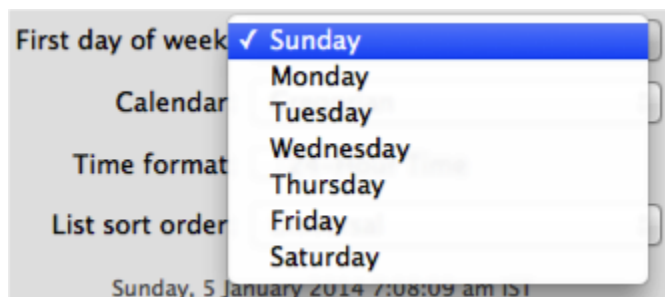 First day of week ✓ Sunday
Monday
Calendar Tuesday
Wednesday
Time format Time
Thursday
List sort order Friday
Saturday
Sunday, 5 January 2014 7:08:09 am IST